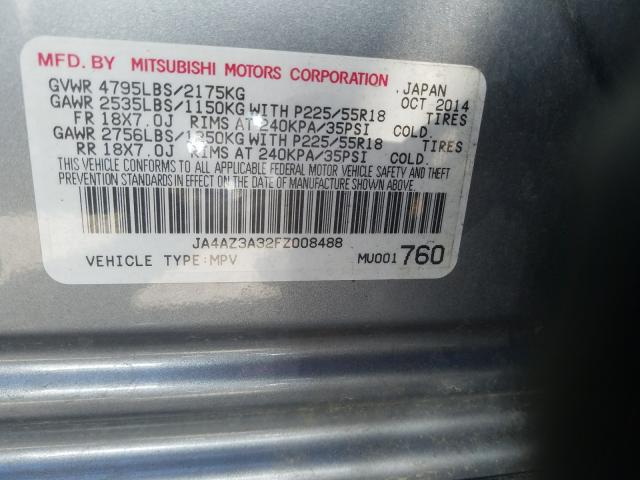 MFD. BY MITSUBISHI MOTORS CORPORATION
GVWR 4795LBS/2175KG JAPAN
GAWR 2535LBS/1150KG WITH P225/55R18 OCT 2014
FR 18X7.0J RIMS AT 240KPA/35PSI COLD. TIRES
GAWR 2756LBS/1250KG WITH P225/55R18 TIRES
RR 18X7.0J RIMS AT 240KPA/35PSI COLD.
THIS VEHICLE CONFORMS TO ALL APPLICABLE FEDERAL MOTOR VEHICLE SAFETY AND THEFT
PREVENTION STANDARDS IN EFFECT ON THE DATE OF MANUFACTURE SHOWN ABOVE.
JA4AZ3A32FZ008488
VEHICLE TYPE:MPV MU001 760